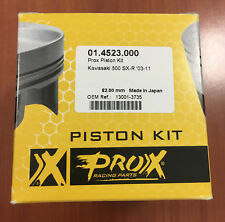 01.4523.000
Prox Piston Kit
Kawasaki 800 SX-R '03-11
82.00 mm Made in Japan
OEM Ref.: 13001-3735
PISTON KIT
PROX
RACING PARTS